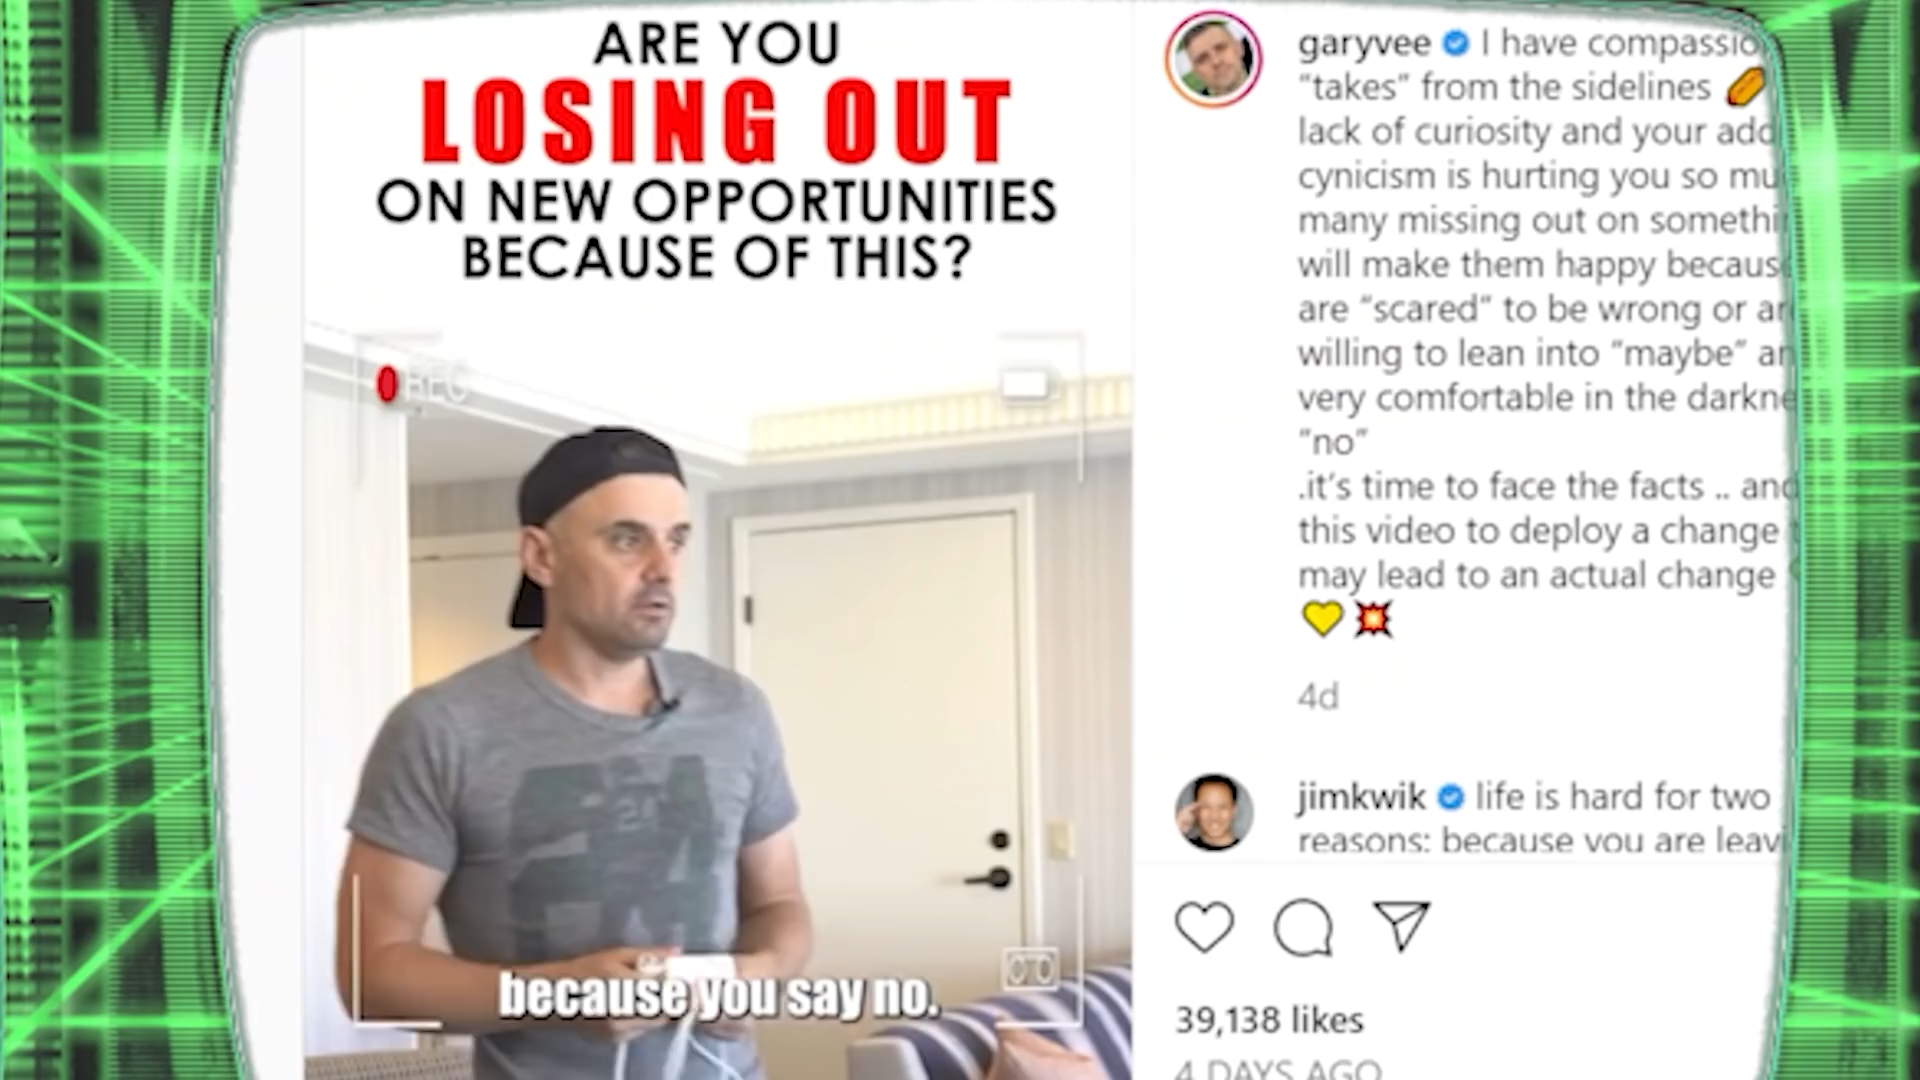 ARE YOU
LOSING OUT
ON NEW OPPORTUNITIES
BECAUSE OF THIS?
REC
24
because you say no.
garyvee I have compassio
“takes” from the sidelines
lack of curiosity and your add
cynicism is hurting you so mu
many missing out on somethi
will make them happy becaus
are “scared” to be wrong or ar
willing to lean into “maybe” an
very comfortable in the darkne
“no”
.it’s time to face the facts .. and
this video to deploy a change
may lead to an actual change
4d
jimkwik life is hard for two
reasons: because you are leavi
39,138 likes
4 DAYS AGO